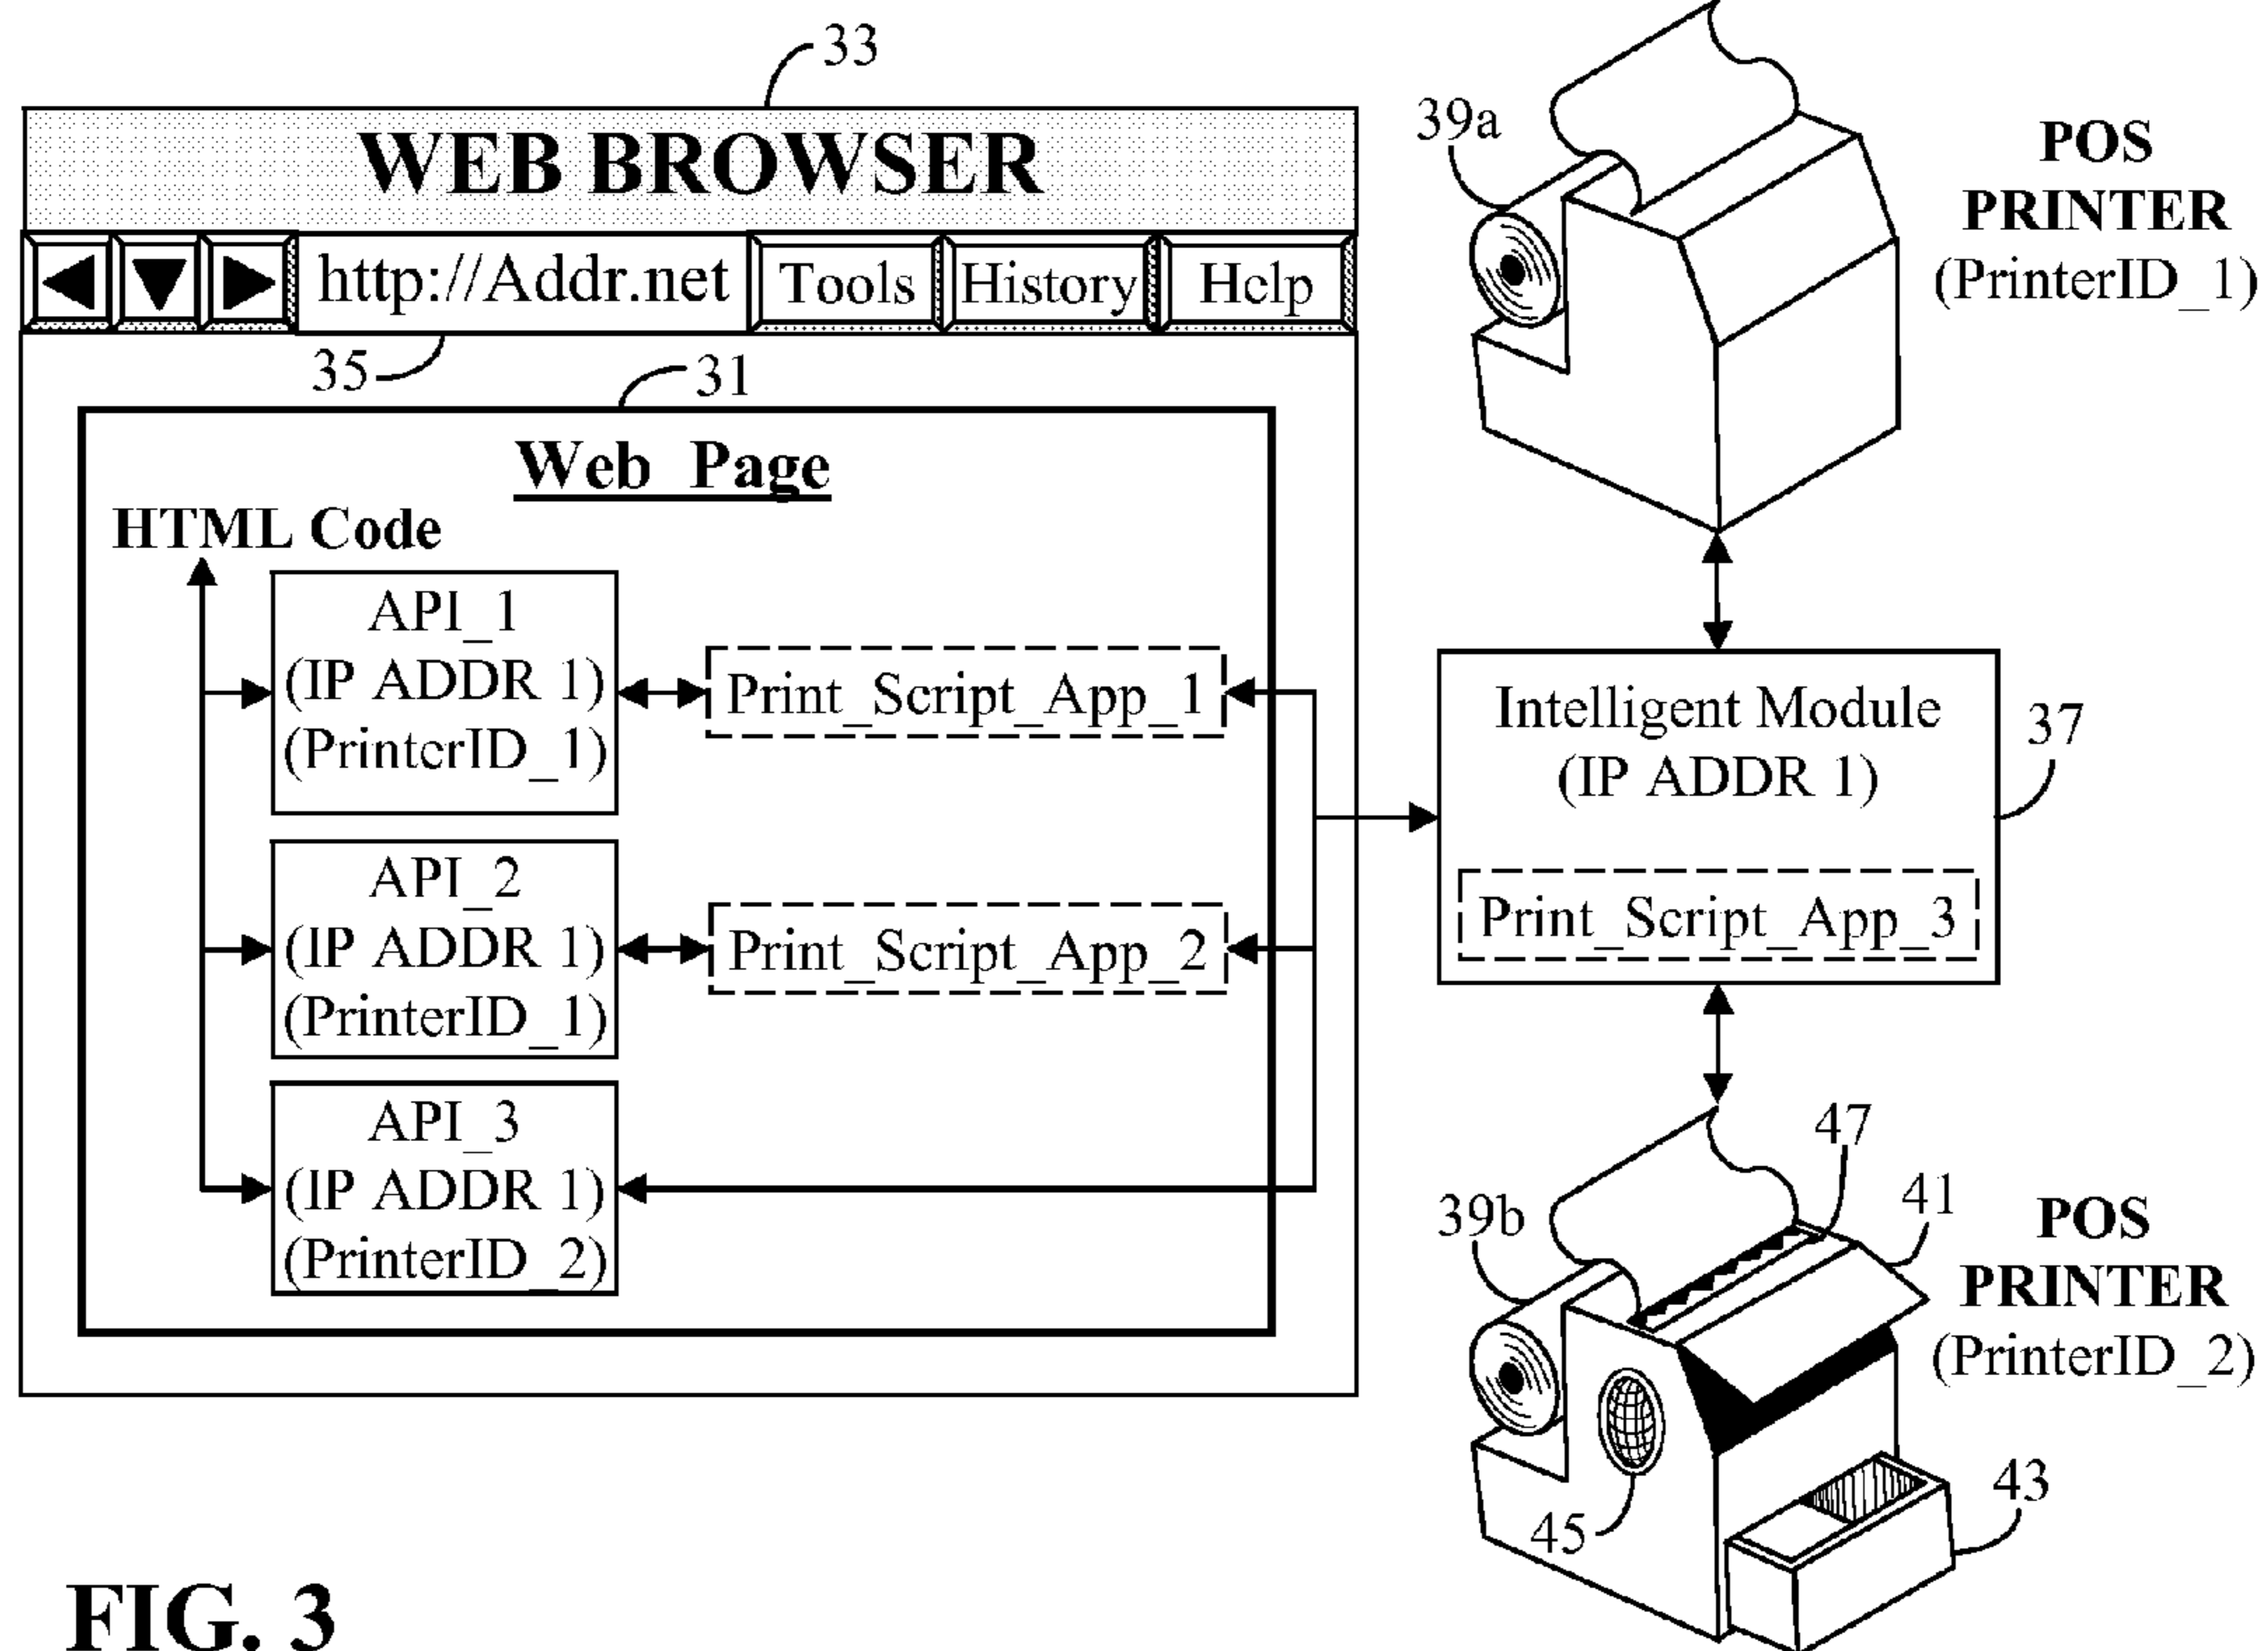 33
WEB BROWSER
http://Addr.net
Tools
History
Help
35
31
Web Page
HTML Code
API_1
(IP ADDR 1)
(PrinterID_1)
Print_Script_App_1
API_2
(IP ADDR 1)
(PrinterID_1)
Print_Script_App_2
API_3
(IP ADDR 1)
(PrinterID_2)
39a
POS
PRINTER
(PrinterID_1)
Intelligent Module
(IP ADDR 1)
Print_Script_App_3
37
47
41
39b
POS
PRINTER
(PrinterID_2)
45
43
FIG. 3